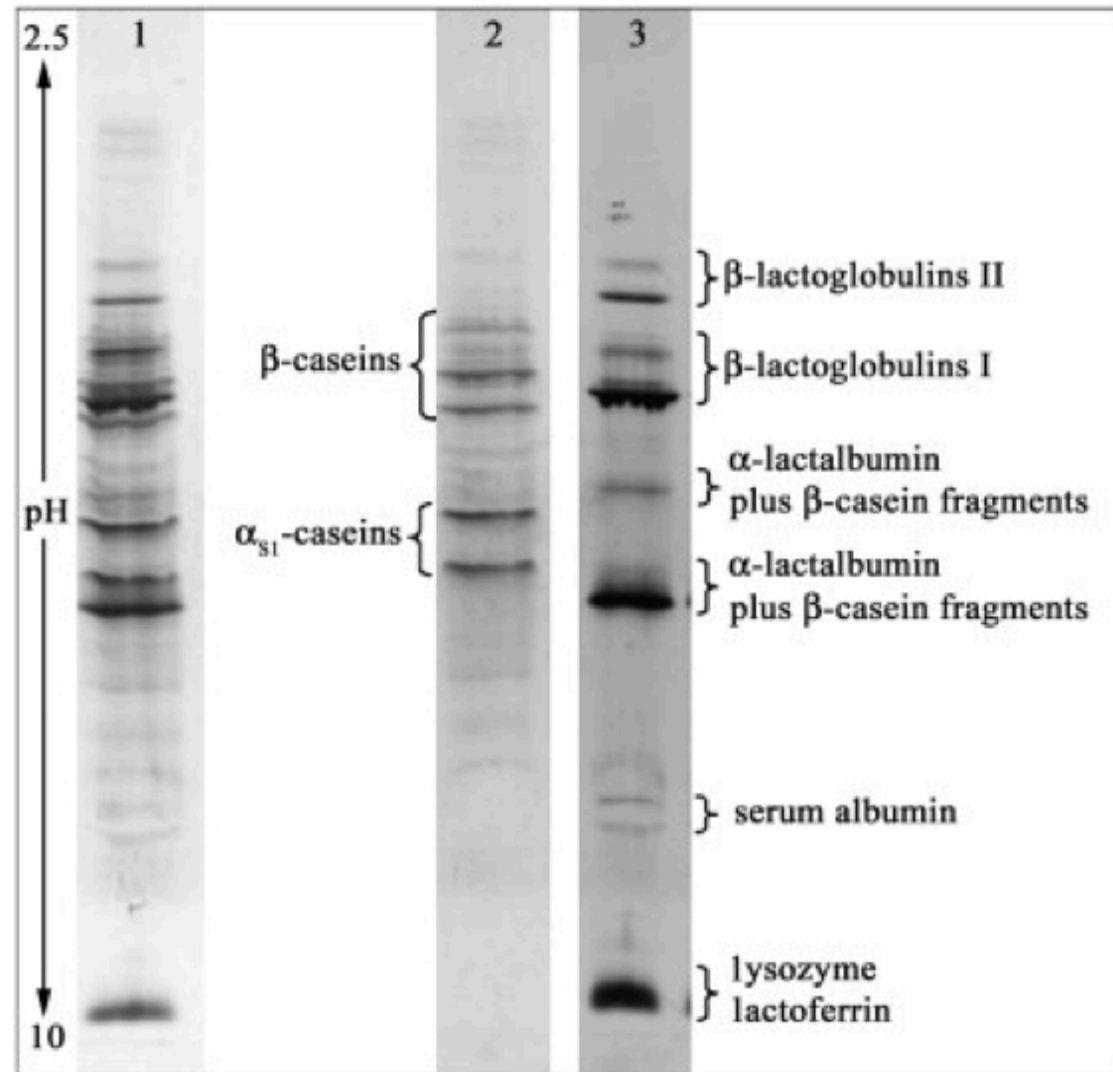 2.5
1
2
3
β-lactoglobulins II
β-caseins
β-lactoglobulins I
α-lactalbumin
plus β-casein fragments
pH
αS1-caseins
α-lactalbumin
plus β-casein fragments
serum albumin
lysozyme
lactoferrin
10